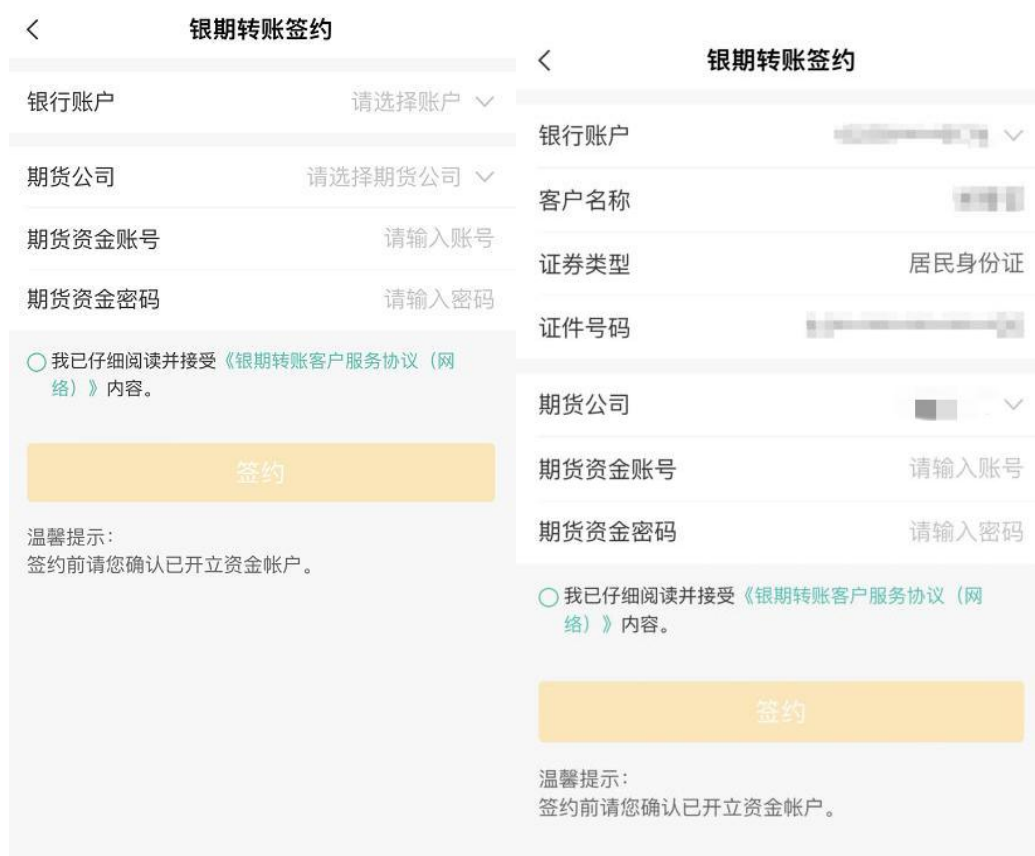 银期转账签约
银行账户 请选择账户
期货公司 请选择期货公司
期货资金账号 请输入账号
期货资金密码 请输入密码
我已仔细阅读并接受《银期转账客户服务协议（网
络）》内容。
签约
温馨提示：
签约前请您确认已开立资金帐户。
银期转账签约
银行账户
客户名称
证券类型 居民身份证
证件号码
期货公司
期货资金账号 请输入账号
期货资金密码 请输入密码
我已仔细阅读并接受《银期转账客户服务协议（网
络）》内容。
签约
温馨提示：
签约前请您确认已开立资金帐户。